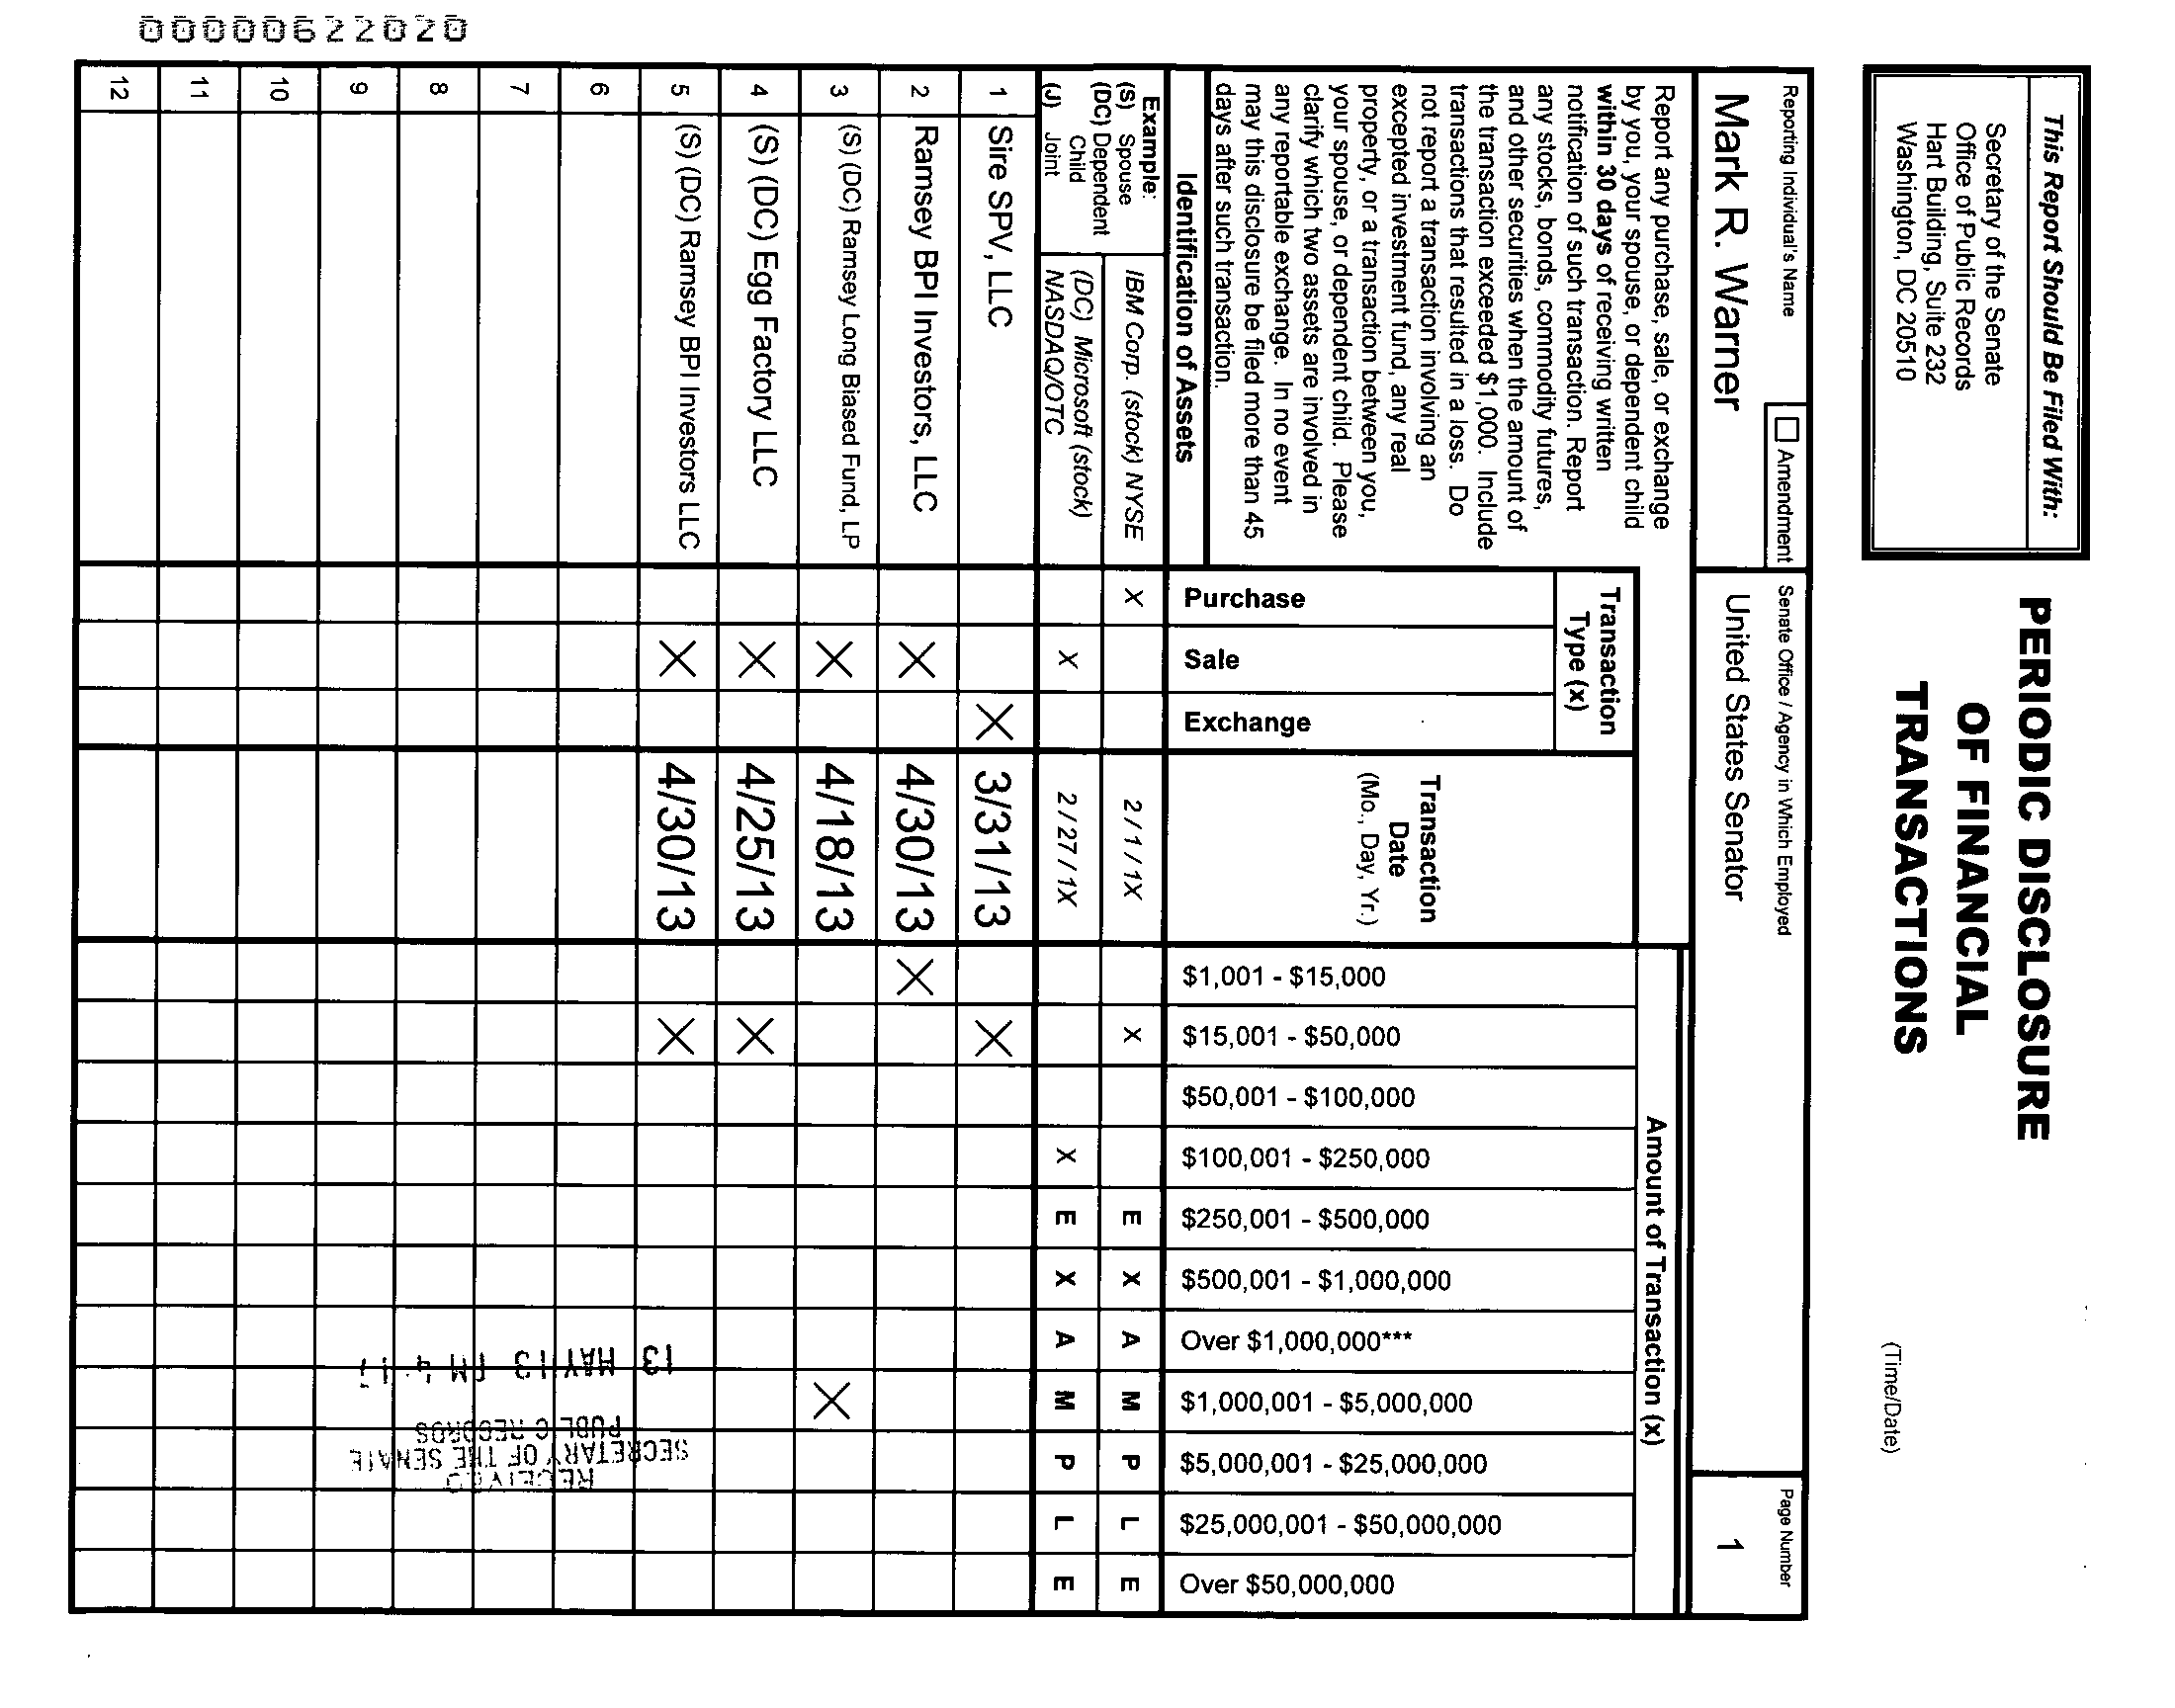 This Report Should Be Filed With:
Secretary of the Senate
Office of Public Records
Hart Building, Suite 232
Washington, DC 20510
PERIODIC DISCLOSURE
OF FINANCIAL
TRANSACTIONS
(Time/Date)
Reporting Individual's Name
Amendment
Mark R. Warner
Senate Office / Agency in Which Employed
United States Senator
Page Number
1
Report any purchase, sale, or exchange
by you, your spouse, or dependent child
within 30 days of receiving written
notification of such transaction. Report
any stocks, bonds, commodity futures,
and other securities when the amount of
the transaction exceeded $1,000. Include
transactions that resulted in a loss. Do
not report a transaction involving an
excepted investment fund, any real
property, or a transaction between you,
your spouse, or dependent child. Please
clarify which two assets are involved in
any reportable exchange. In no event
may this disclosure be filed more than 45
days after such transaction.
Identification of Assets
Transaction
Type (x)
Purchase
Sale
Exchange
Transaction
Date
(Mo., Day, Yr.)
Amount of Transaction (x)
$1,001 - $15,000
$15,001 - $50,000
$50,001 - $100,000
$100,001 - $250,000
$250,001 - $500,000
$500,001 - $1,000,000
Over $1,000,000***
$1,000,001 - $5,000,000
$5,000,001 - $25,000,000
$25,000,001 - $50,000,000
Over $50,000,000
Example:
(S) Spouse
(DC) Dependent
Child
(J) Joint
IBM Corp. (stock) NYSE X 2 / 1 / 1X X E X A M P L E
(DC) Microsoft (stock)
NASDAQ/OTC X 2 / 27 / 1X X E X A M P L E
1 Sire SPV, LLC X 3/31/13 X
2 Ramsey BPI Investors, LLC X 4/30/13 X
3 (S) (DC) Ramsey Long Biased Fund, LP X 4/18/13 X
4 (S) (DC) Egg Factory LLC X 4/25/13 X
5 (S) (DC) Ramsey BPI Investors LLC X 4/30/13 X
6
7
8
9
10
11
12
RECEIVED
SECRETARY OF THE SENATE
PUBLIC RECORDS
13 MAY 13 PM 4:
00000622020